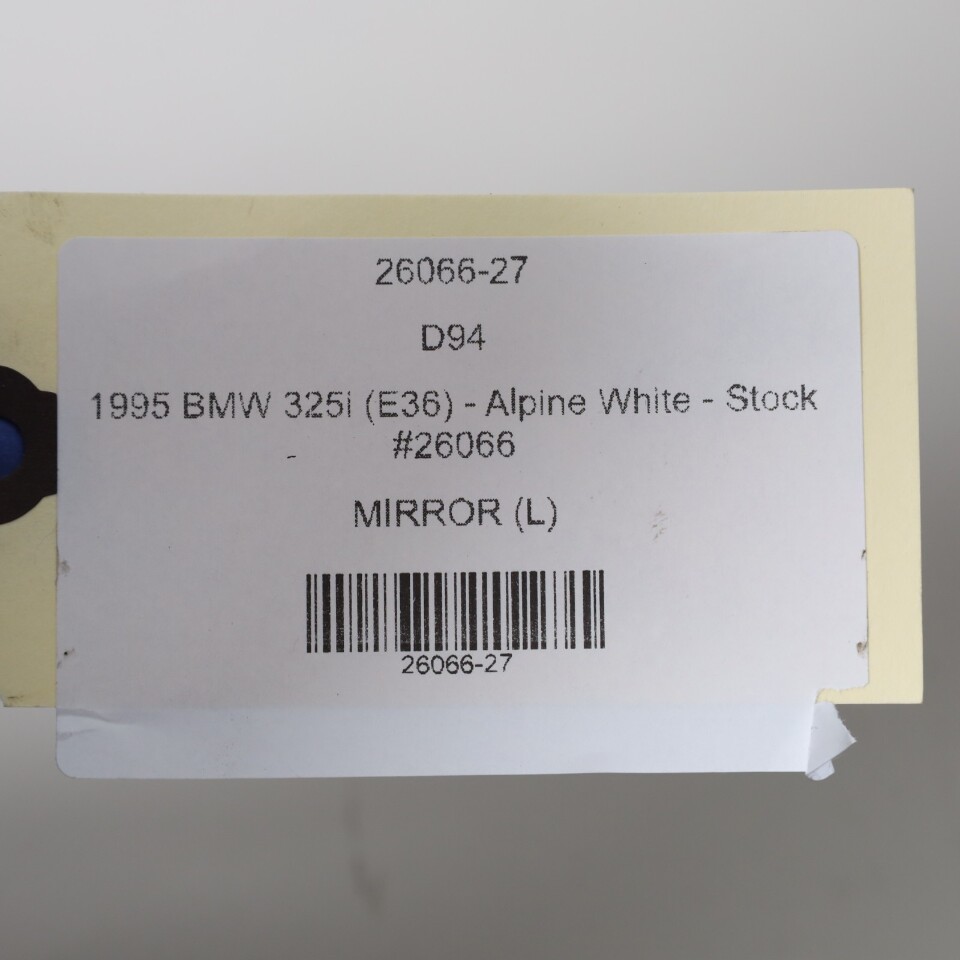 26066-27
D94
1995 BMW 325i (E36) - Alpine White - Stock
#26066
MIRROR (L)
26066-27